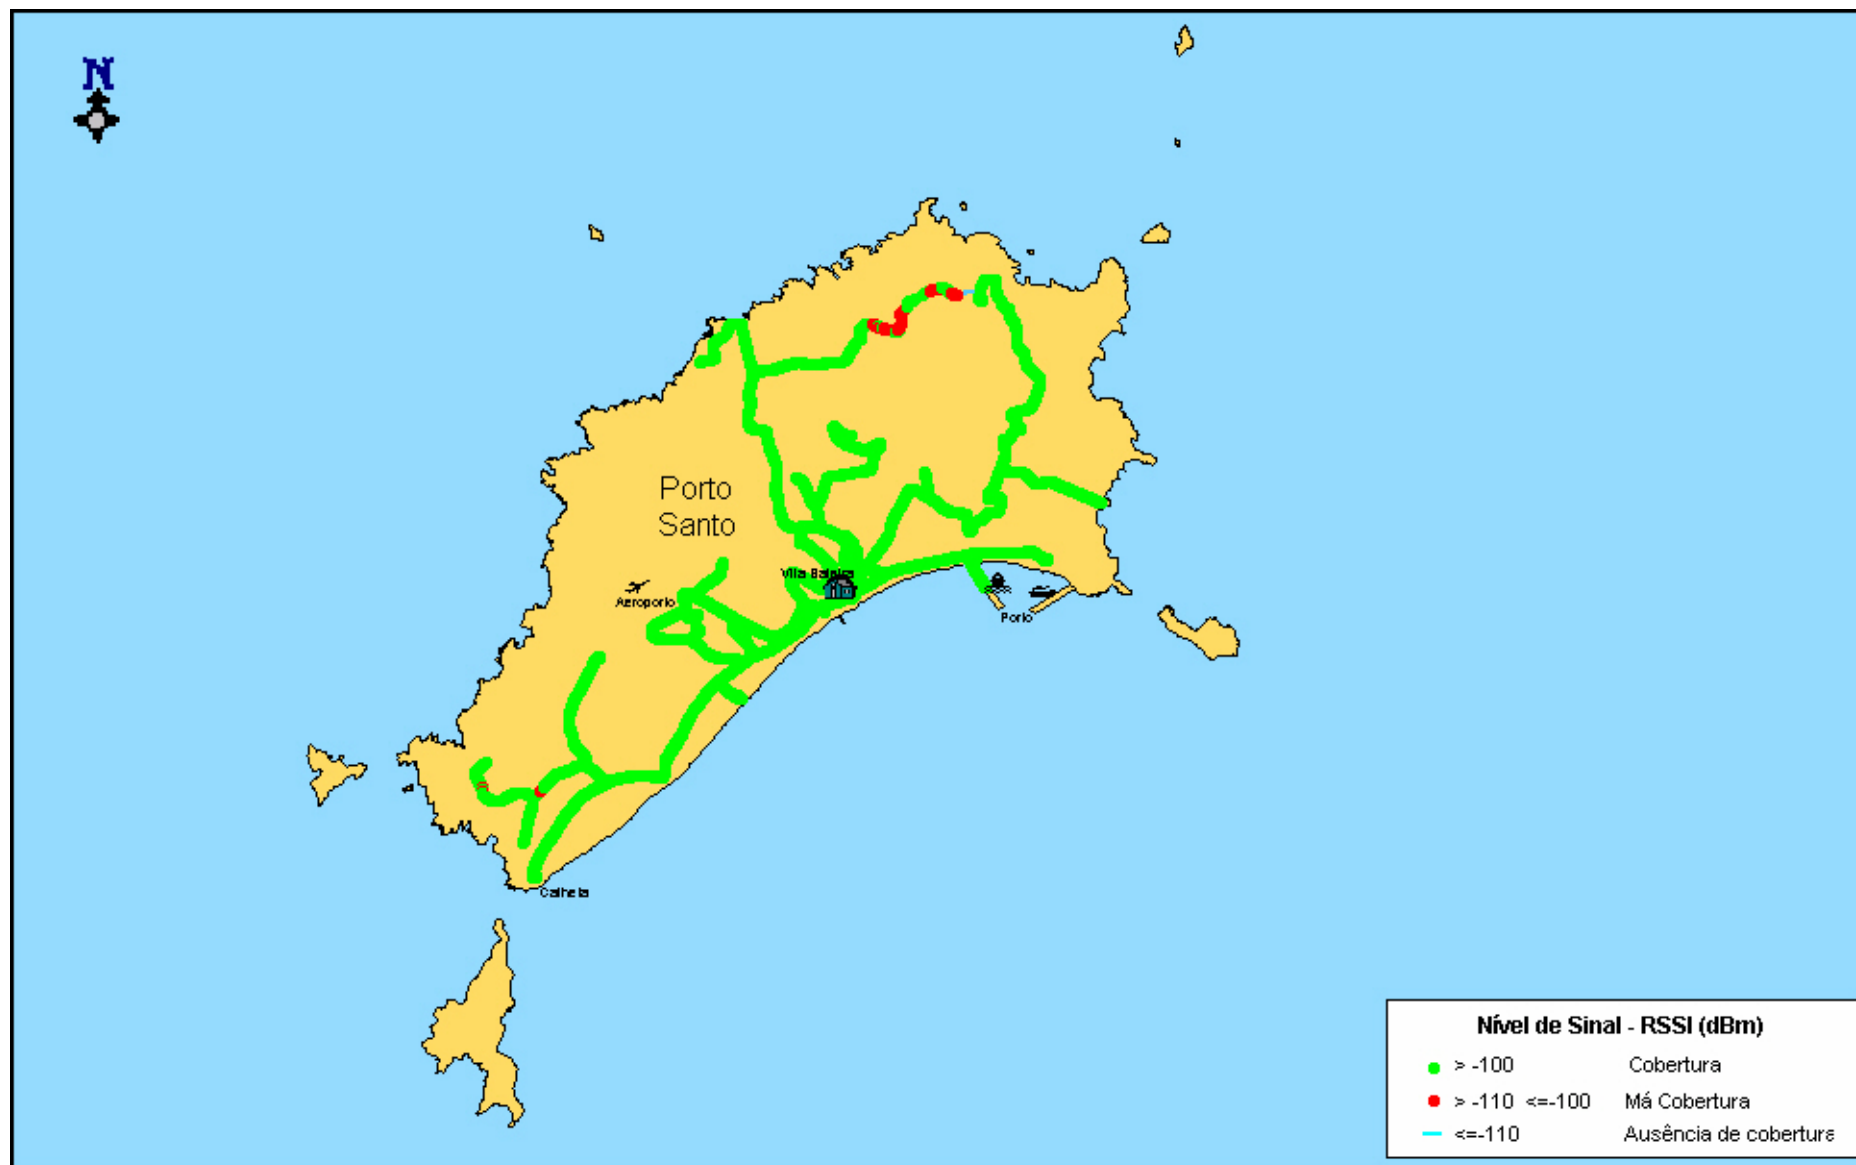 N
Porto
Santo
Vila Baleira
Aeroporto
Porto
Calheta
Nível de Sinal - RSSI (dBm)
> -100 Cobertura
> -110 <=-100 Má Cobertura
<=-110 Ausência de cobertura